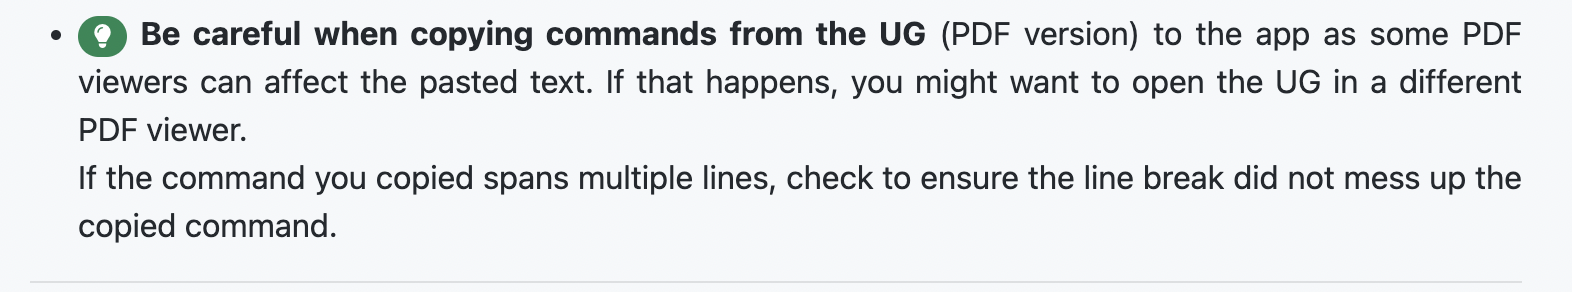 • Be careful when copying commands from the UG (PDF version) to the app as some PDF
viewers can affect the pasted text. If that happens, you might want to open the UG in a different
PDF viewer.
If the command you copied spans multiple lines, check to ensure the line break did not mess up the
copied command.